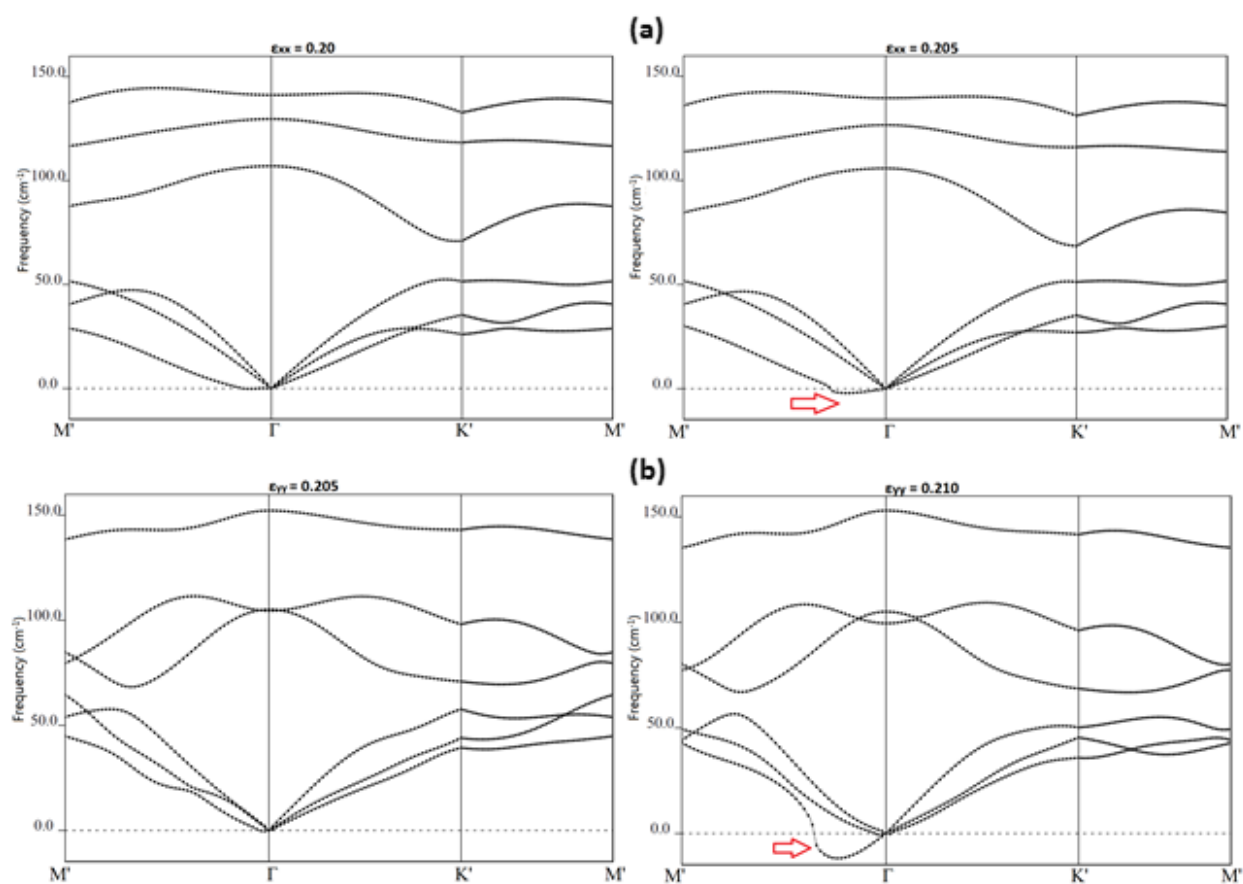 (a)
εxx = 0.20
150.0
100.0
50.0
0.0
Frequency (cm⁻¹)
M' Γ K' M'
εxx = 0.205
150.0
100.0
50.0
0.0
Frequency (cm⁻¹)
M' Γ K' M'
(b)
εyy = 0.205
150.0
100.0
50.0
0.0
Frequency (cm⁻¹)
M' Γ K' M'
εyy = 0.210
150.0
100.0
50.0
0.0
Frequency (cm⁻¹)
M' Γ K' M'